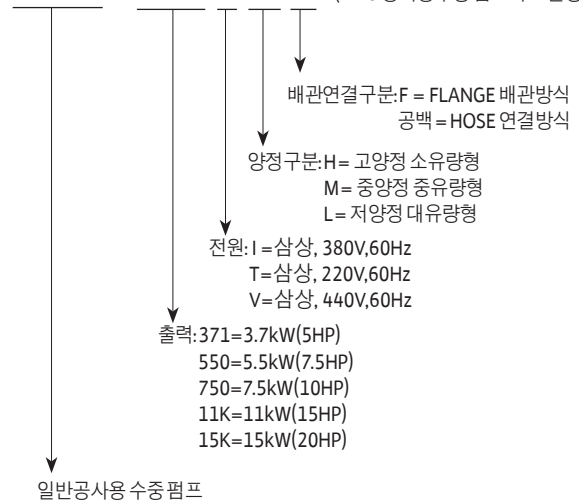 배관연결구분:F = FLANGE 배관방식
공백 = HOSE 연결방식
양정구분:H= 고양정 소유량형
M= 중양정 중유량형
L= 저양정 대유량형
전원: I =삼상, 380V,60Hz
T=삼상, 220V,60Hz
V=삼상, 440V,60Hz
출력:371=3.7kW(5HP)
550=5.5kW(7.5HP)
750=7.5kW(10HP)
11K=11kW(15HP)
15K=15kW(20HP)
일반공사용 수중펌프